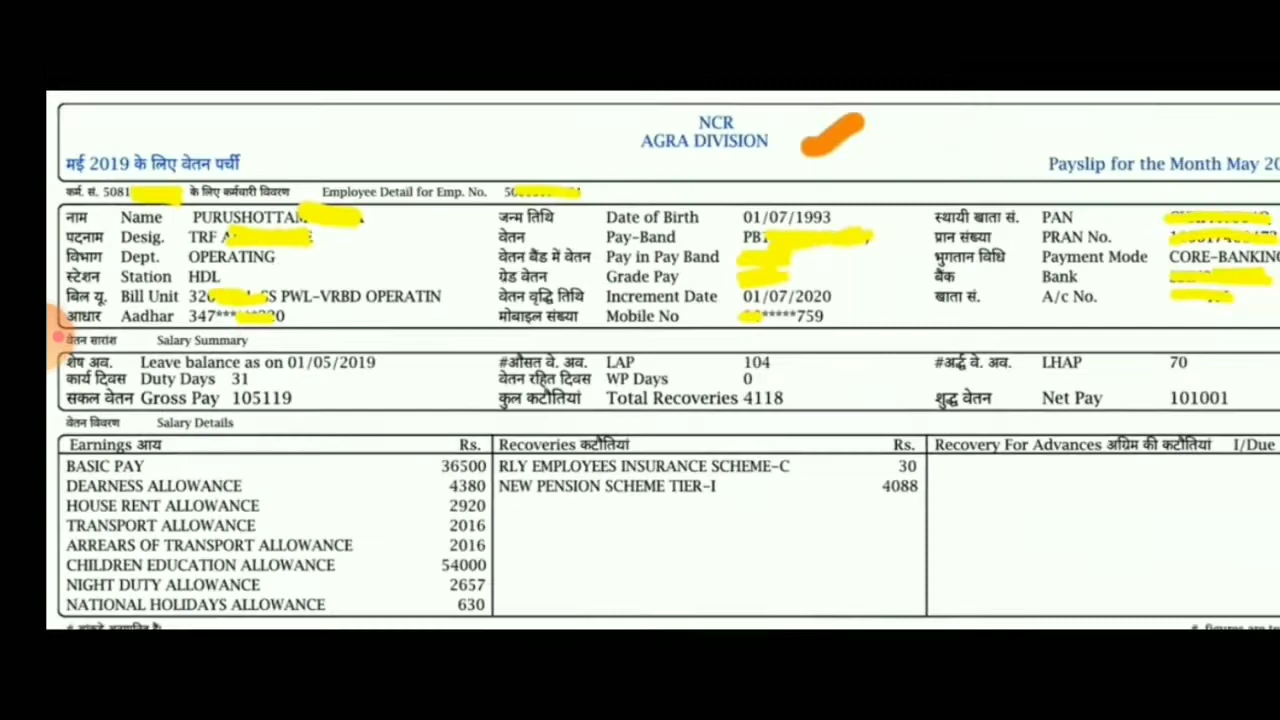 NCR
AGRA DIVISION
मई 2019 के लिए वेतन पर्ची Payslip for the Month May 20
कर्म. सं. 5081 के लिए कर्मचारी विवरण Employee Detail for Emp. No. 50
नाम Name PURUSHOTTAM जन्म तिथि Date of Birth 01/07/1993 स्थायी खाता सं. PAN
पदनाम Desig. TRF A वेतन Pay-Band PB1 प्रान संख्या PRAN No.
विभाग Dept. OPERATING वेतन बैंड में वेतन Pay in Pay Band भुगतान विधि Payment Mode CORE-BANKING
स्टेशन Station HDL ग्रेड वेतन Grade Pay बैंक Bank
बिल यू. Bill Unit 320 SS PWL-VRBD OPERATIN वेतन वृद्धि तिथि Increment Date 01/07/2020 खाता सं. A/c No.
आधार Aadhar 347*** मोबाइल संख्या Mobile No *****759
वेतन सारांश Salary Summary
शेष अव. Leave balance as on 01/05/2019 #औसत वे. अव. LAP 104 #अर्द्ध वे. अव. LHAP 70
कार्य दिवस Duty Days 31 वेतन रहित दिवस WP Days 0
सकल वेतन Gross Pay 105119 कुल कटौतियां Total Recoveries 4118 शुद्ध वेतन Net Pay 101001
वेतन विवरण Salary Details
Earnings आय Rs. Recoveries कटौतियां Rs. Recovery For Advances अग्रिम की कटौतियां I/Due
BASIC PAY 36500 RLY EMPLOYEES INSURANCE SCHEME-C 30
DEARNESS ALLOWANCE 4380 NEW PENSION SCHEME TIER-I 4088
HOUSE RENT ALLOWANCE 2920
TRANSPORT ALLOWANCE 2016
ARREARS OF TRANSPORT ALLOWANCE 2016
CHILDREN EDUCATION ALLOWANCE 54000
NIGHT DUTY ALLOWANCE 2657
NATIONAL HOLIDAYS ALLOWANCE 630